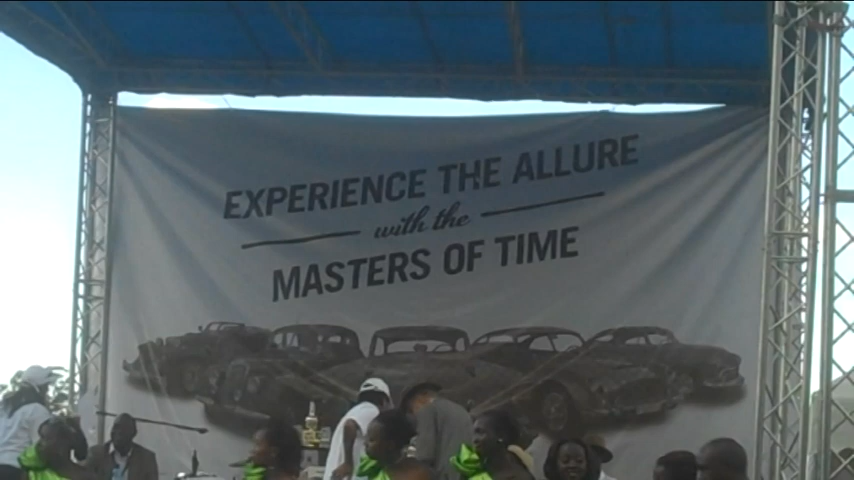 EXPERIENCE THE ALLURE
with the
MASTERS OF TIME